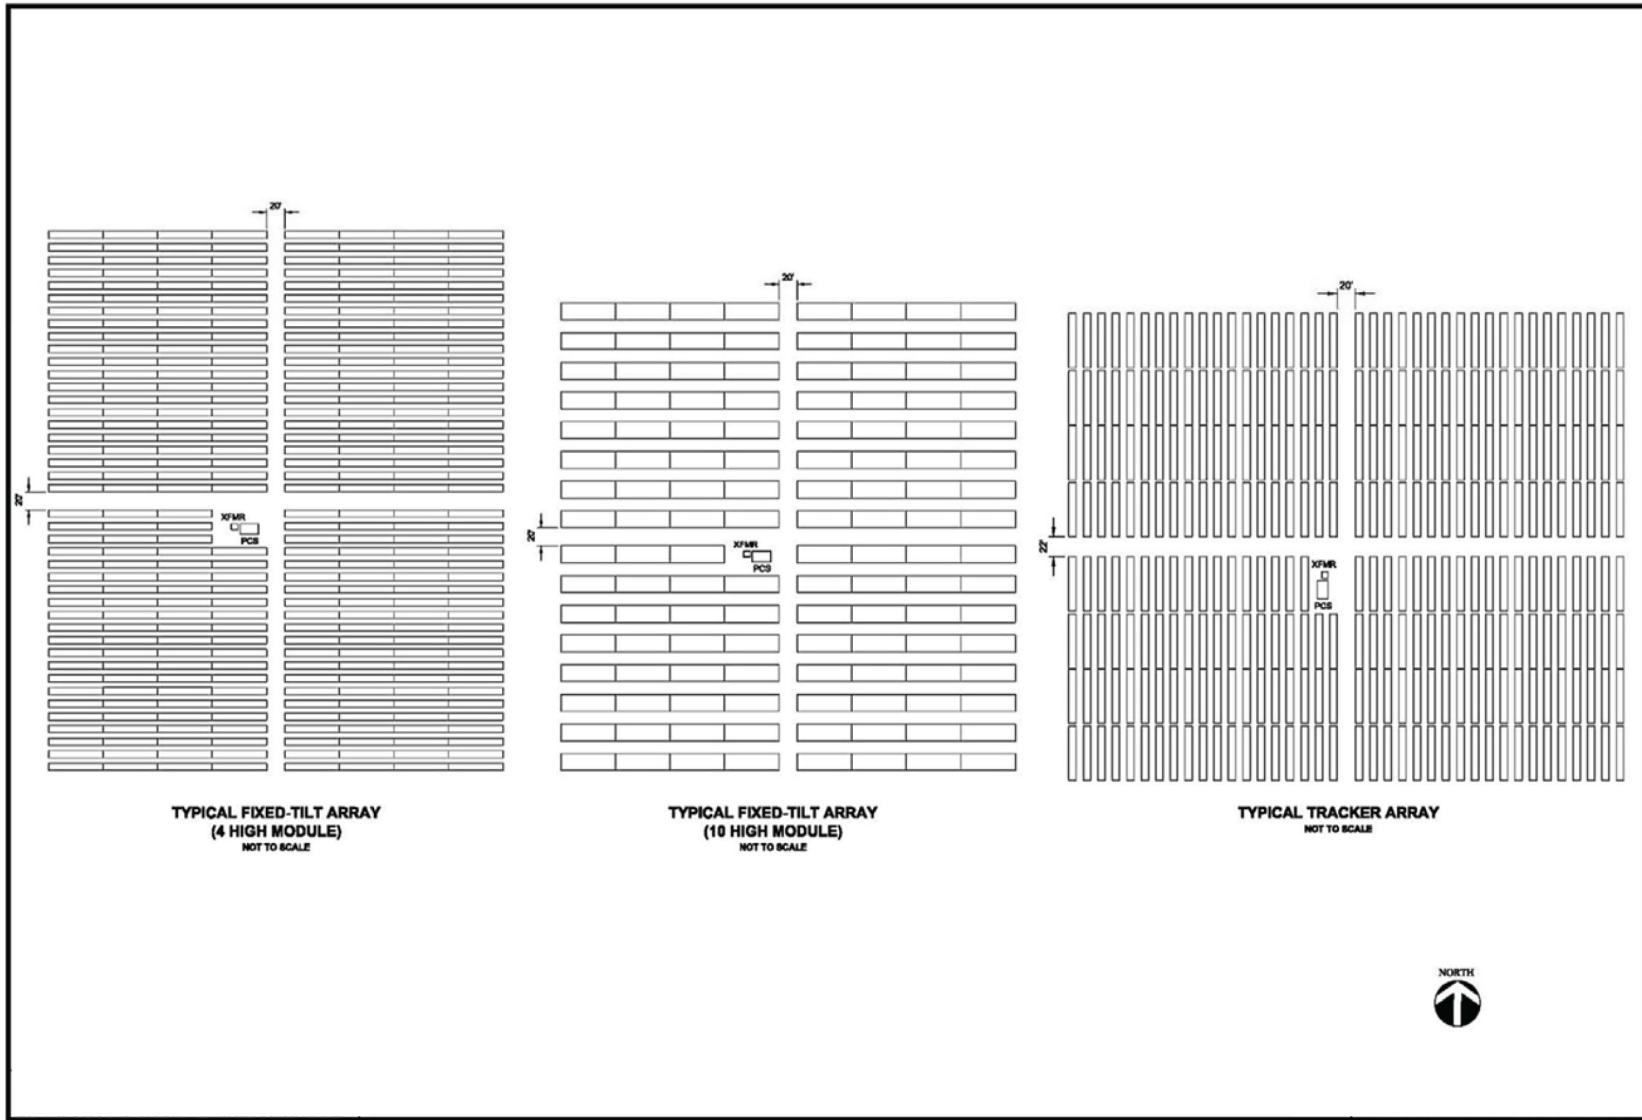 20'
20'
XFMR
PCS
TYPICAL FIXED-TILT ARRAY
(4 HIGH MODULE)
NOT TO SCALE
20'
20'
XFMR
PCS
TYPICAL FIXED-TILT ARRAY
(10 HIGH MODULE)
NOT TO SCALE
20'
22'
XFMR
PCS
TYPICAL TRACKER ARRAY
NOT TO SCALE
NORTH